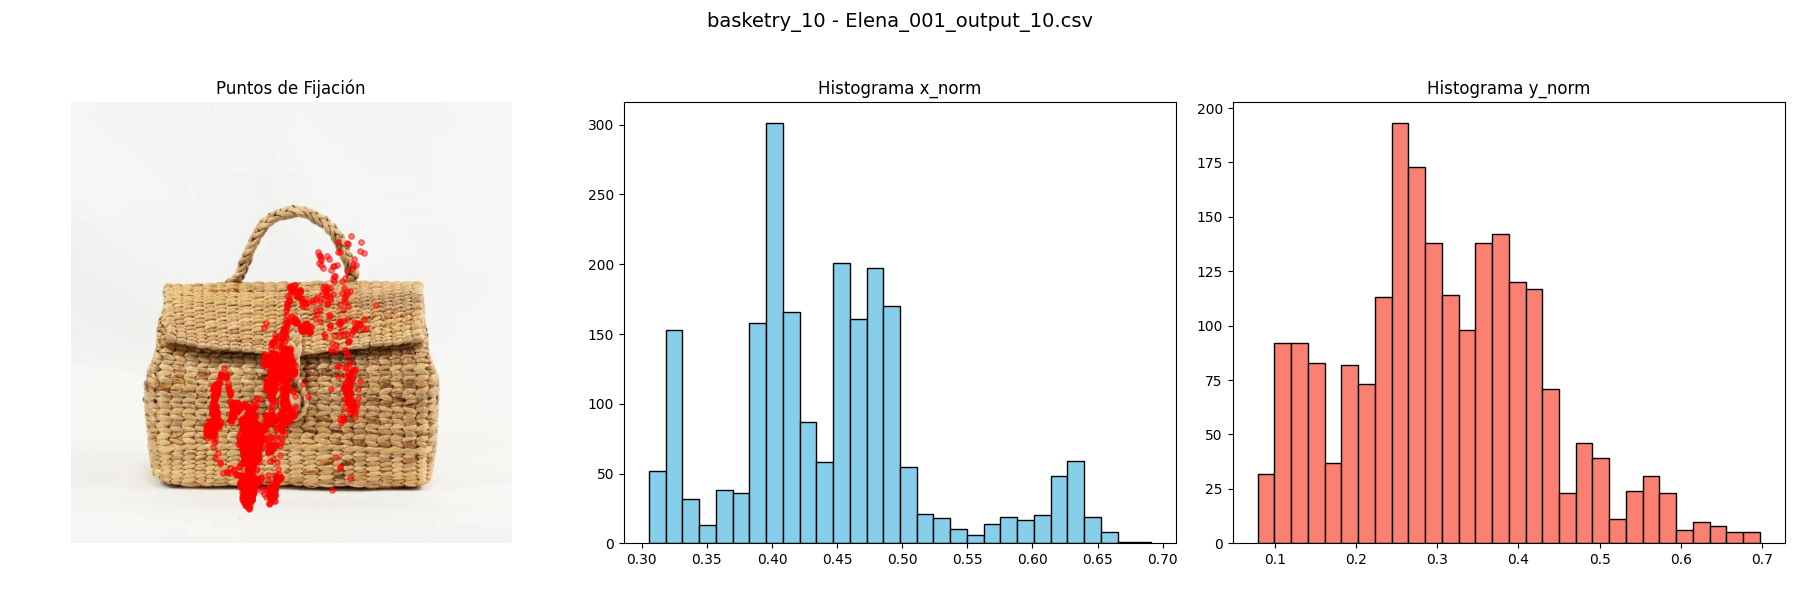 basketry_10 - Elena_001_output_10.csv
Puntos de Fijación
Histograma x_norm
300
250
200
150
100
50
0
0.30 0.35 0.40 0.45 0.50 0.55 0.60 0.65 0.70
Histograma y_norm
200
175
150
125
100
75
50
25
0
0.1 0.2 0.3 0.4 0.5 0.6 0.7